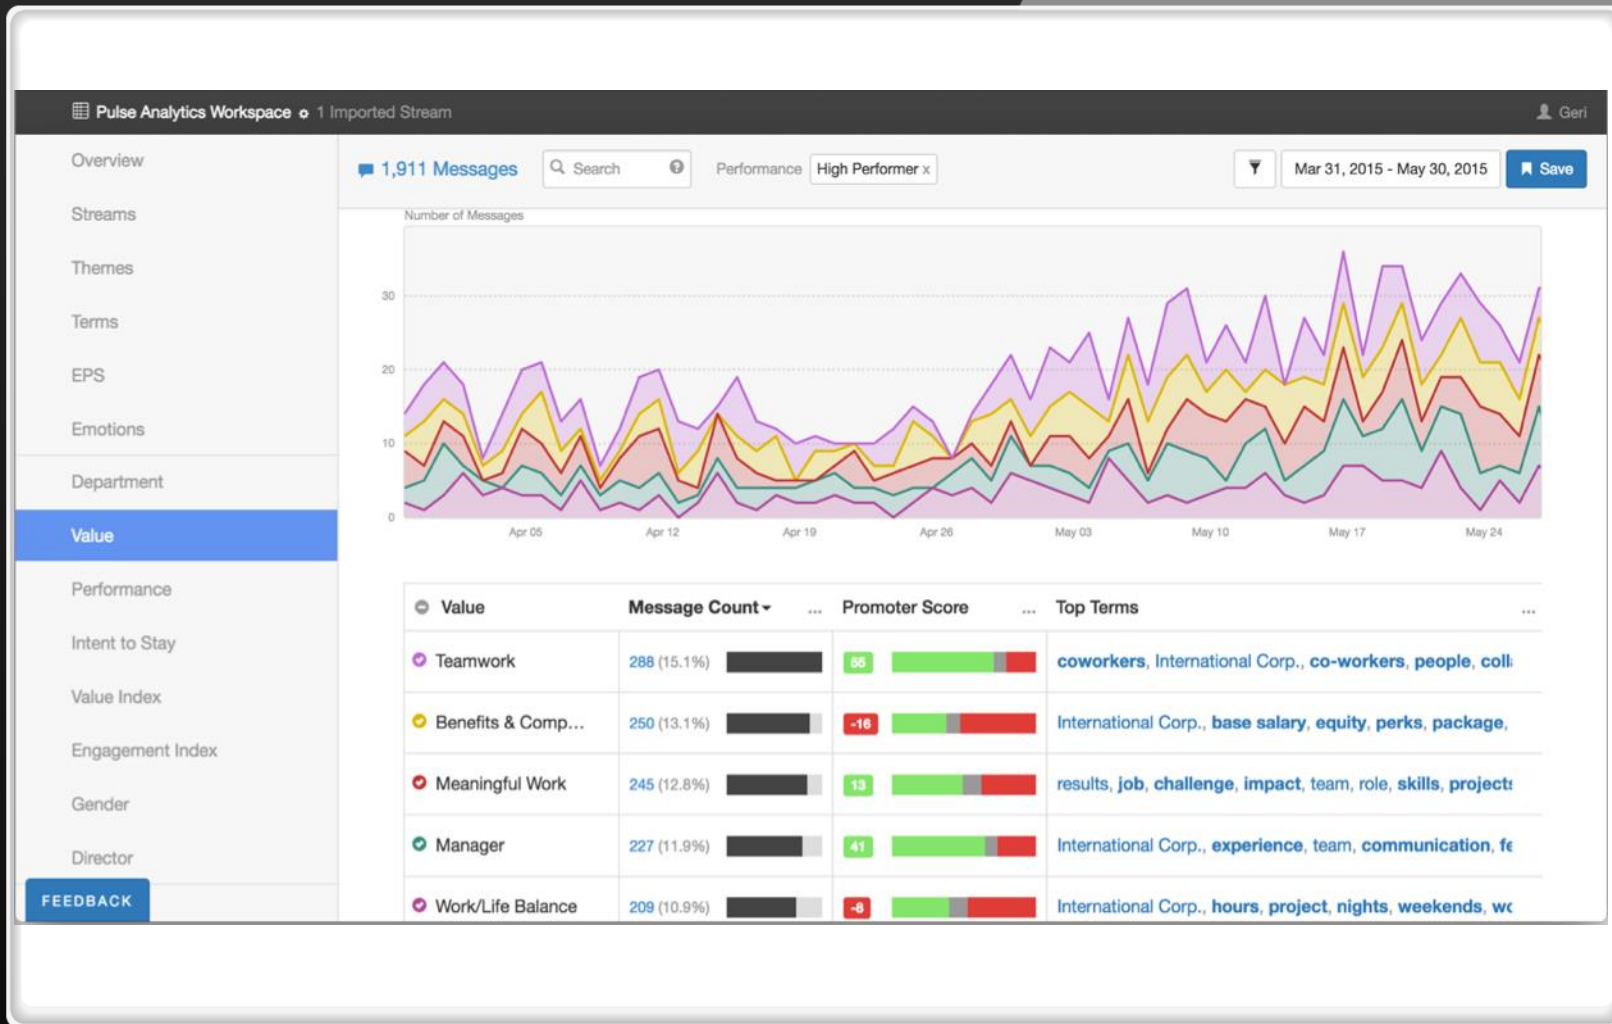 Pulse Analytics Workspace 1 Imported Stream
Geri
Overview
Streams
Themes
Terms
EPS
Emotions
Department
Value
Performance
Intent to Stay
Value Index
Engagement Index
Gender
Director
FEEDBACK
1,911 Messages
Search
Performance High Performer x
Mar 31, 2015 - May 30, 2015
Save
Number of Messages
30
20
10
0
Apr 05 Apr 12 Apr 19 Apr 26 May 03 May 10 May 17 May 24
Value Message Count ... Promoter Score ... Top Terms ...
Teamwork 288 (15.1%) coworkers, International Corp., co-workers, people,
Benefits & Comp... 250 (13.1%) -16 International Corp., base salary, equity, perks, package,
Meaningful Work 245 (12.8%) 13 results, job, challenge, impact, team, role, skills, projects
Manager 227 (11.9%) 41 International Corp., experience, team, communication,
Work/Life Balance 209 (10.9%) -8 International Corp., hours, project, nights, weekends,